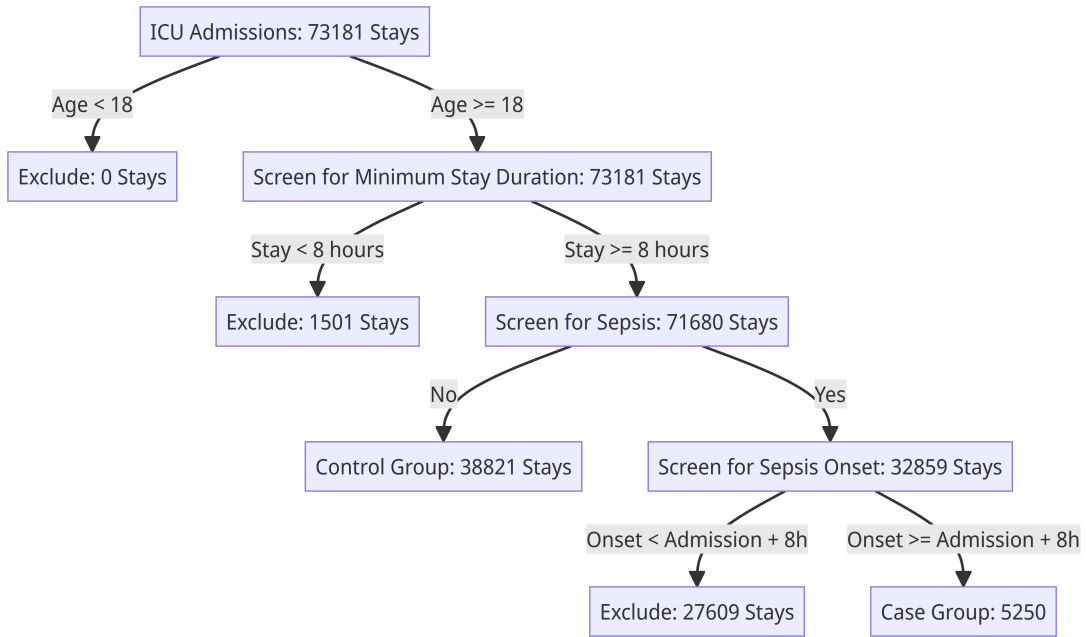 ICU Admissions: 73181 Stays
Age < 18
Age >= 18
Exclude: 0 Stays
Screen for Minimum Stay Duration: 73181 Stays
Stay < 8 hours
Stay >= 8 hours
Exclude: 1501 Stays
Screen for Sepsis: 71680 Stays
No
Yes
Control Group: 38821 Stays
Screen for Sepsis Onset: 32859 Stays
Onset < Admission + 8h
Onset >= Admission + 8h
Exclude: 27609 Stays
Case Group: 5250